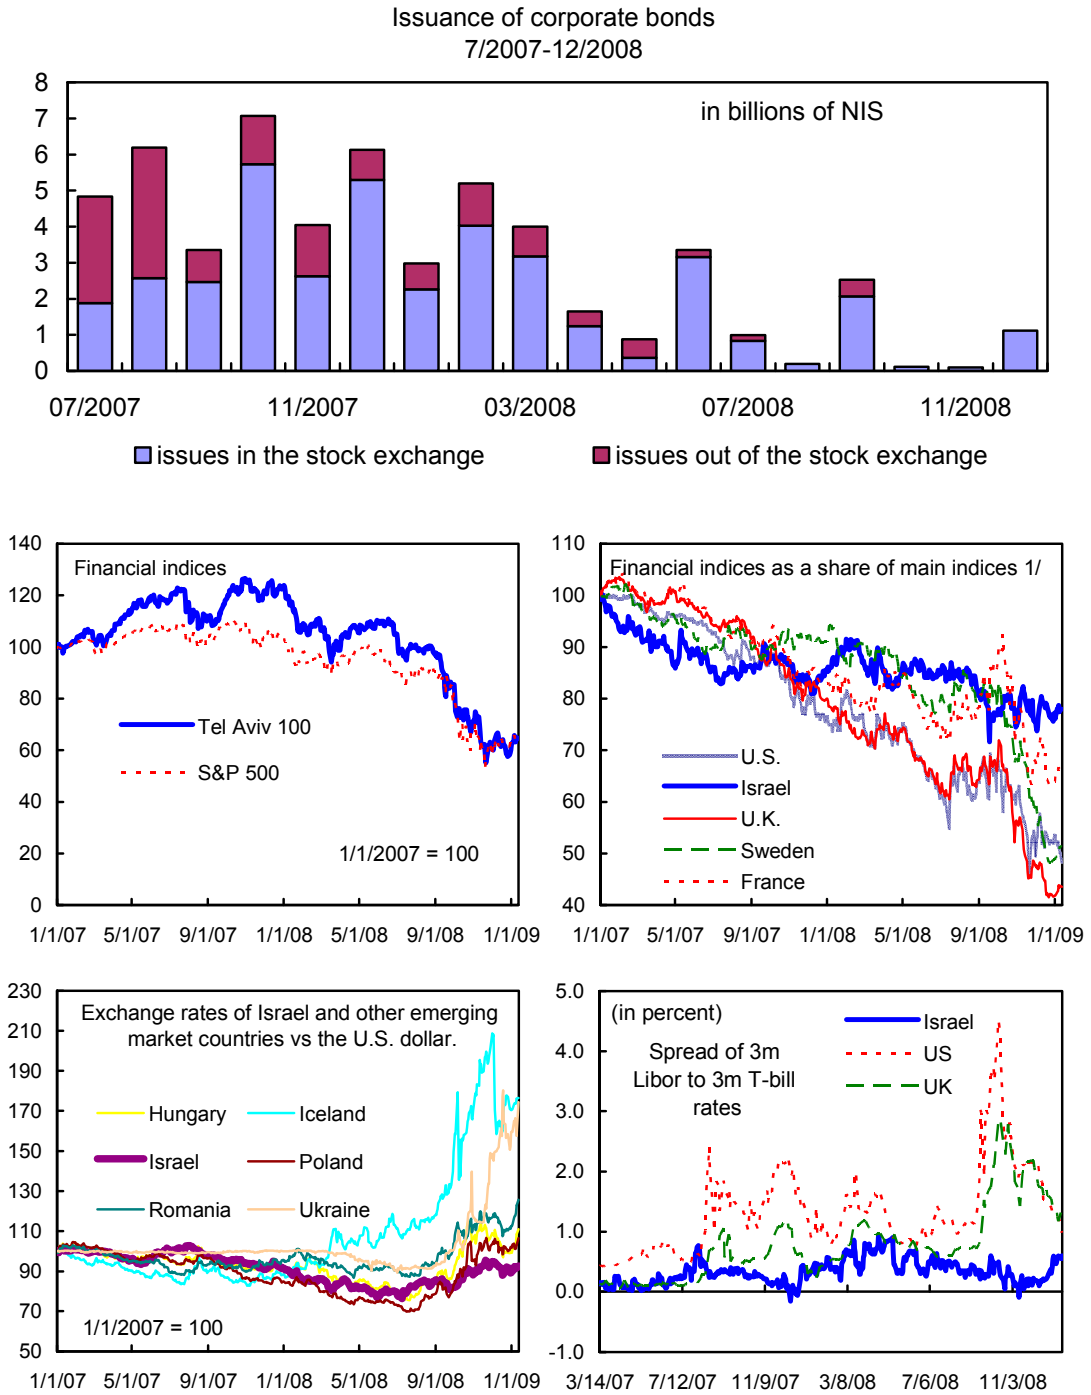 Issuance of corporate bonds
7/2007-12/2008
8
7
6
5
4
3
2
1
0
in billions of NIS
07/2007 11/2007 03/2008 07/2008 11/2008
issues in the stock exchange issues out of the stock exchange
140
120
100
80
60
40
20
0
Financial indices
Tel Aviv 100
S&P 500
1/1/2007 = 100
1/1/07 5/1/07 9/1/07 1/1/08 5/1/08 9/1/08 1/1/09
110
100
90
80
70
60
50
40
Financial indices as a share of main indices 1/
U.S.
Israel
U.K.
Sweden
France
1/1/07 5/1/07 9/1/07 1/1/08 5/1/08 9/1/08 1/1/09
230
210
190
170
150
130
110
90
70
50
Exchange rates of Israel and other emerging
market countries vs the U.S. dollar.
Hungary Iceland
Israel Poland
Romania Ukraine
1/1/2007 = 100
1/1/07 5/1/07 9/1/07 1/1/08 5/1/08 9/1/08 1/1/09
5.0
4.0
3.0
2.0
1.0
0.0
-1.0
(in percent)
Spread of 3m
Libor to 3m T-bill
rates
Israel
US
UK
3/14/07 7/12/07 11/9/07 3/8/08 7/6/08 11/3/08